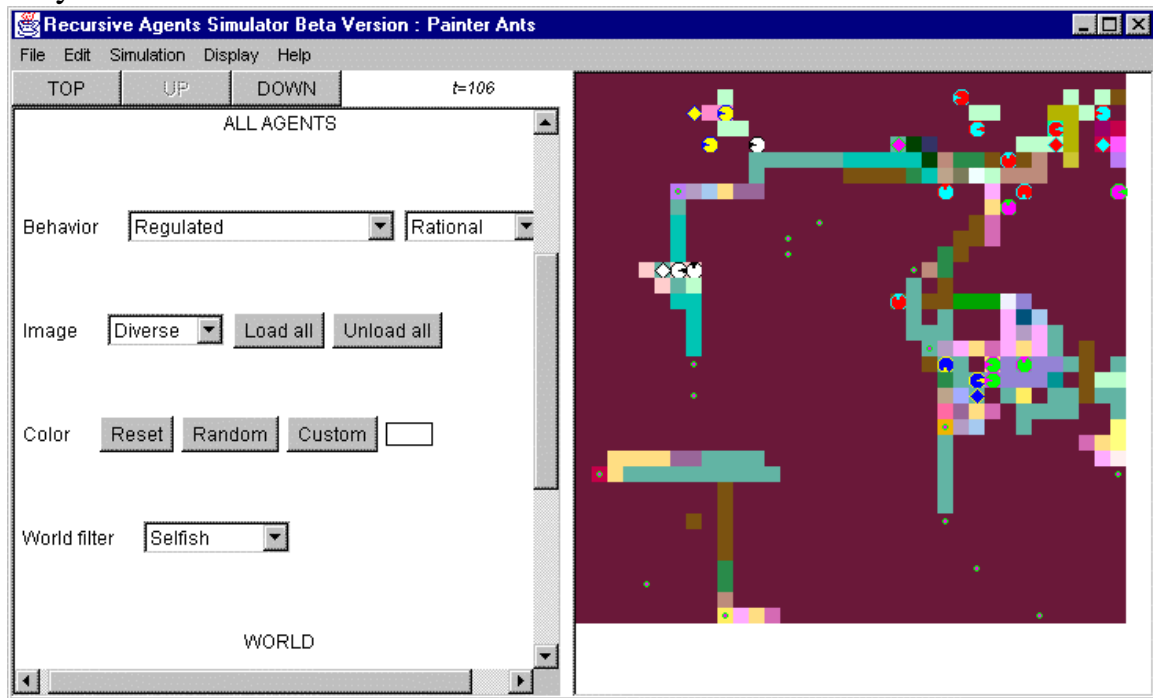 Recursive Agents Simulator Beta Version : Painter Ants
File Edit Simulation Display Help
TOP UP DOWN t=106
ALL AGENTS
Behavior Regulated Rational
Image Diverse Load all Unload all
Color Reset Random Custom
World filter Selfish
WORLD